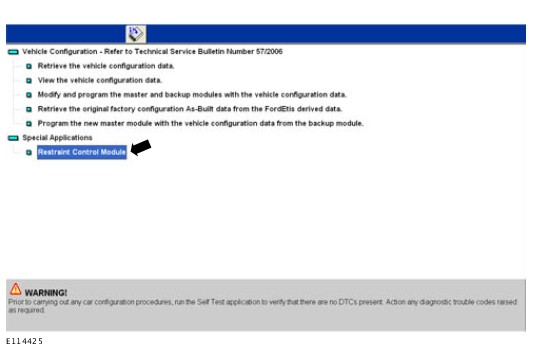 Vehicle Configuration - Refer to Technical Service Bulletin Number 57/2006
Retrieve the vehicle configuration data.
View the vehicle configuration data.
Modify and program the master and backup modules with the vehicle configuration data.
Retrieve the original factory configuration As-Built data from the FordEtis derived data.
Program the new master module with the vehicle configuration data from the backup module.
Special Applications
Restraint Control Module
WARNING!
Prior to carrying out any car configuration procedures, run the Self Test application to verify that there are no DTCs present. Action any diagnostic trouble codes raised
as required.
E114425